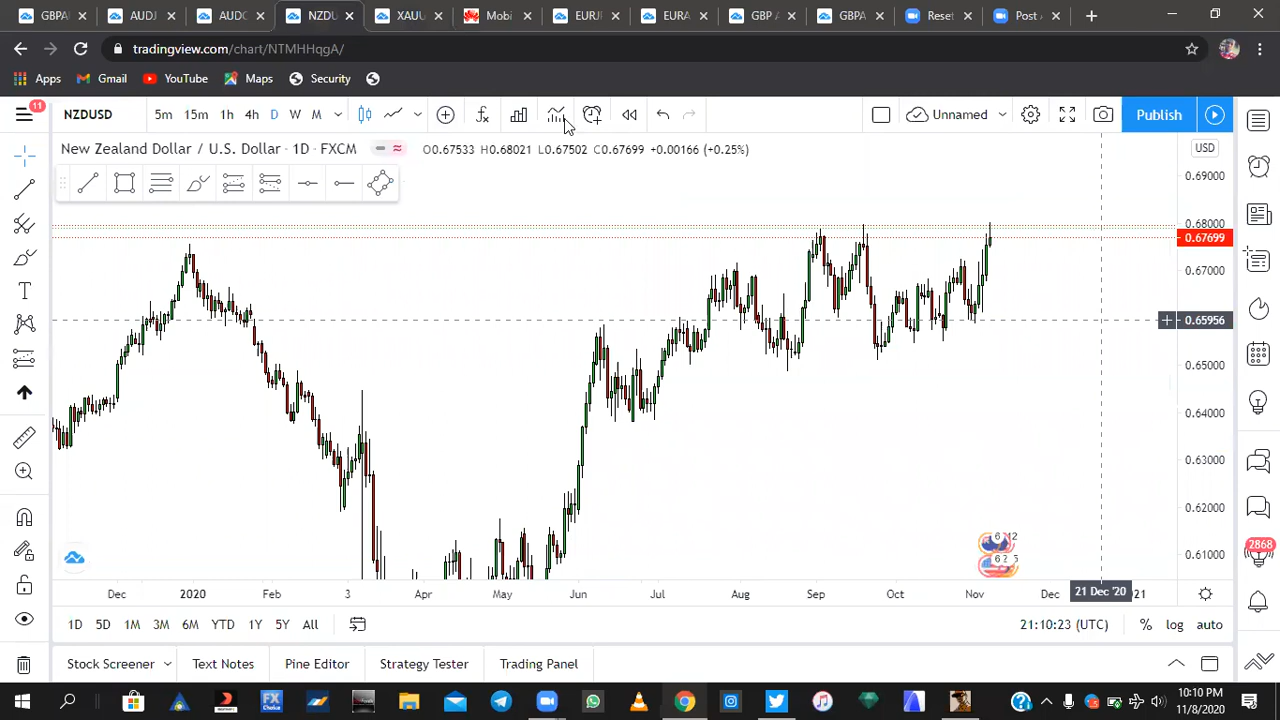 GBPA
AUDJ
AUDC
NZDU
XAUU
Mobi
EURJF
EURA
GBP A
GBPA
Reset
Post A
tradingview.com/chart/NTMHHqgA/
Apps
Gmail
YouTube
Maps
Security
11
NZDUSD
5m
15m
1h
4h
D
W
M
Unnamed
Publish
New Zealand Dollar / U.S. Dollar · 1D · FXCM
O0.67533 H0.68021 L0.67502 C0.67699 +0.00166 (+0.25%)
USD
0.69000
0.68000
0.67699
0.67000
0.65956
0.65000
0.64000
0.63000
0.62000
0.61000
2868
Dec
2020
Feb
3
Apr
May
Jun
Jul
Aug
Sep
Oct
Nov
Dec
21 Dec '20
1D
5D
1M
3M
6M
YTD
1Y
5Y
All
21:10:23 (UTC)
%
log
auto
Stock Screener
Text Notes
Pine Editor
Strategy Tester
Trading Panel
10:10 PM
11/8/2020